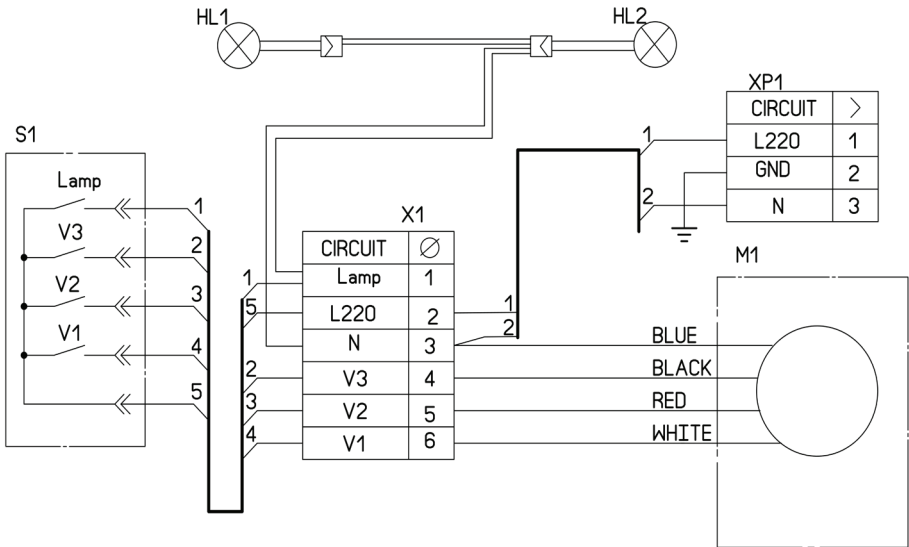 HL1
HL2
XP1
CIRCUIT
L220 1
GND 2
N 3
1
2
S1
Lamp
V3
V2
V1
1
2
3
4
5
X1
CIRCUIT Ø
Lamp 1
L220 2
N 3
V3 4
V2 5
V1 6
1
5
2
3
4
1
2
M1
BLUE
BLACK
RED
WHITE